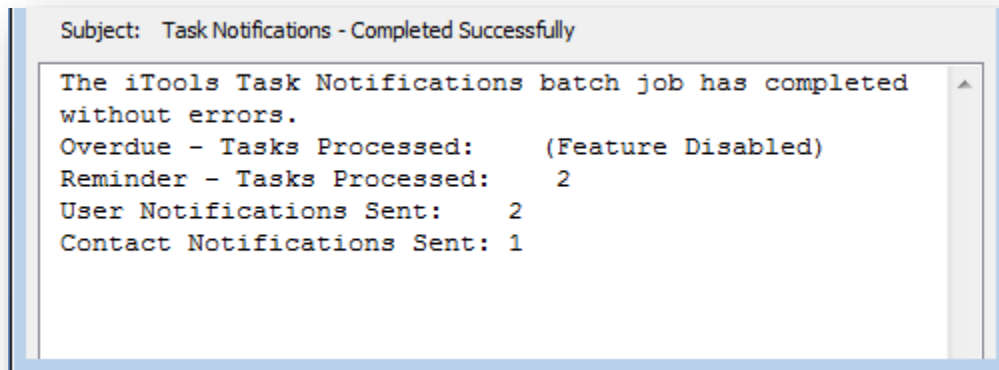 Subject: Task Notifications - Completed Successfully
The iTools Task Notifications batch job has completed
without errors.
Overdue - Tasks Processed: (Feature Disabled)
Reminder - Tasks Processed: 2
User Notifications Sent: 2
Contact Notifications Sent: 1